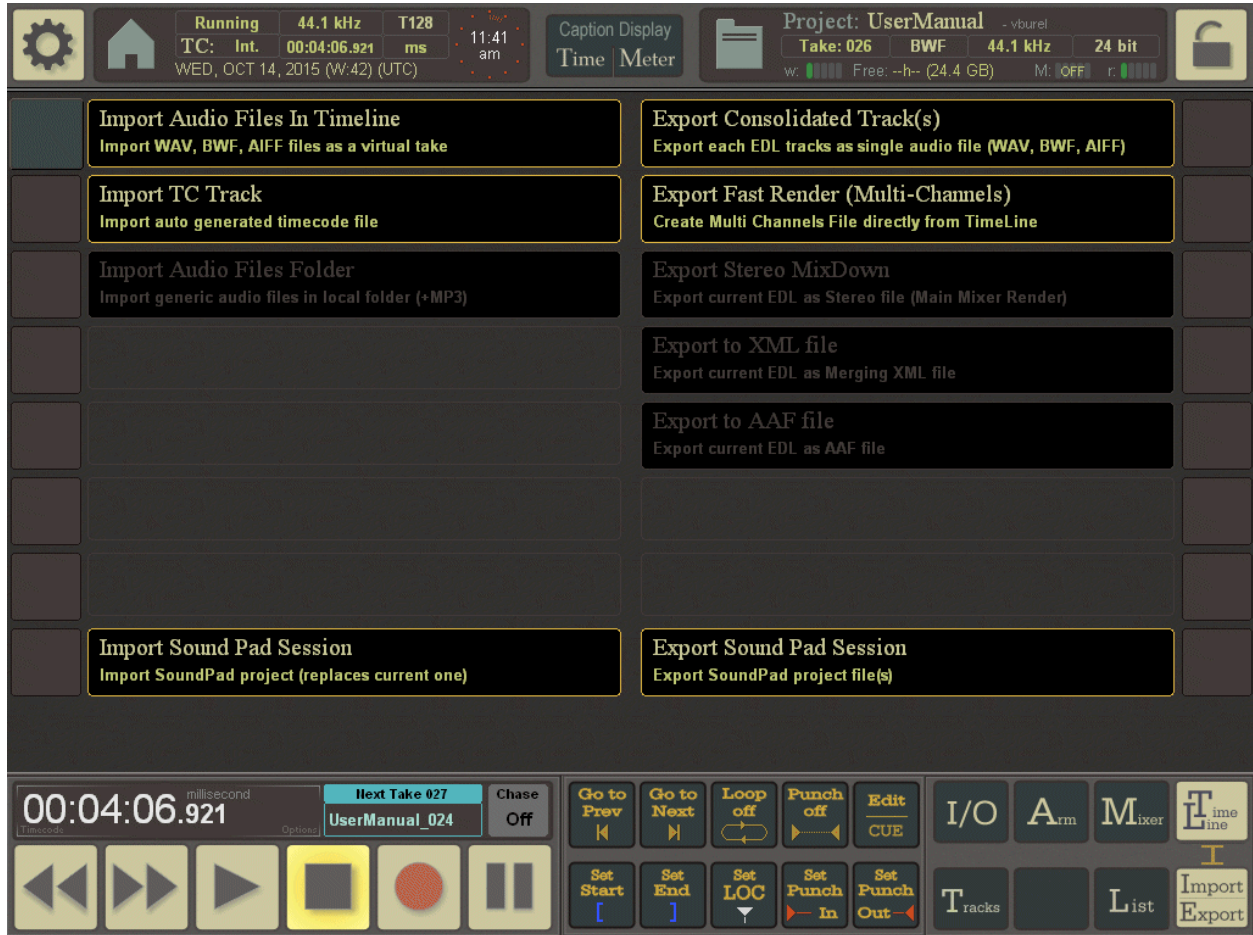 Running 44.1 kHz T128
TC: Int. 00:04:06.921 ms
WED, OCT 14, 2015 (W:42) (UTC)
11:41
am
Caption Display
Time Meter
Project: UserManual - vburel
Take: 026 BWF 44.1 kHz 24 bit
w: Free: --h-- (24.4 GB) M: OFF r:
Import Audio Files In Timeline
Import WAV, BWF, AIFF files as a virtual take
Export Consolidated Track(s)
Export each EDL tracks as single audio file (WAV, BWF, AIFF)
Import TC Track
Import auto generated timecode file
Export Fast Render (Multi-Channels)
Create Multi Channels File directly from TimeLine
Import Audio Files Folder
Import generic audio files in local folder (+MP3)
Export Stereo MixDown
Export current EDL as Stereo file (Main Mixer Render)
Export to XML file
Export current EDL as Merging XML file
Export to AAF file
Export current EDL as AAF file
Import Sound Pad Session
Import SoundPad project (replaces current one)
Export Sound Pad Session
Export SoundPad project file(s)
00:04:06.921
millisecond
Timecode
Options
Next Take 027
UserManual_024
Chase
Off
Go to
Prev
Go to
Next
Loop
off
Punch
off
Edit
CUE
Set
Start
[
Set
End
]
Set
LOC
Set
Punch
In
Set
Punch
Out
I/O
Arm
Mixer
Time
Line
Tracks
List
Import
Export